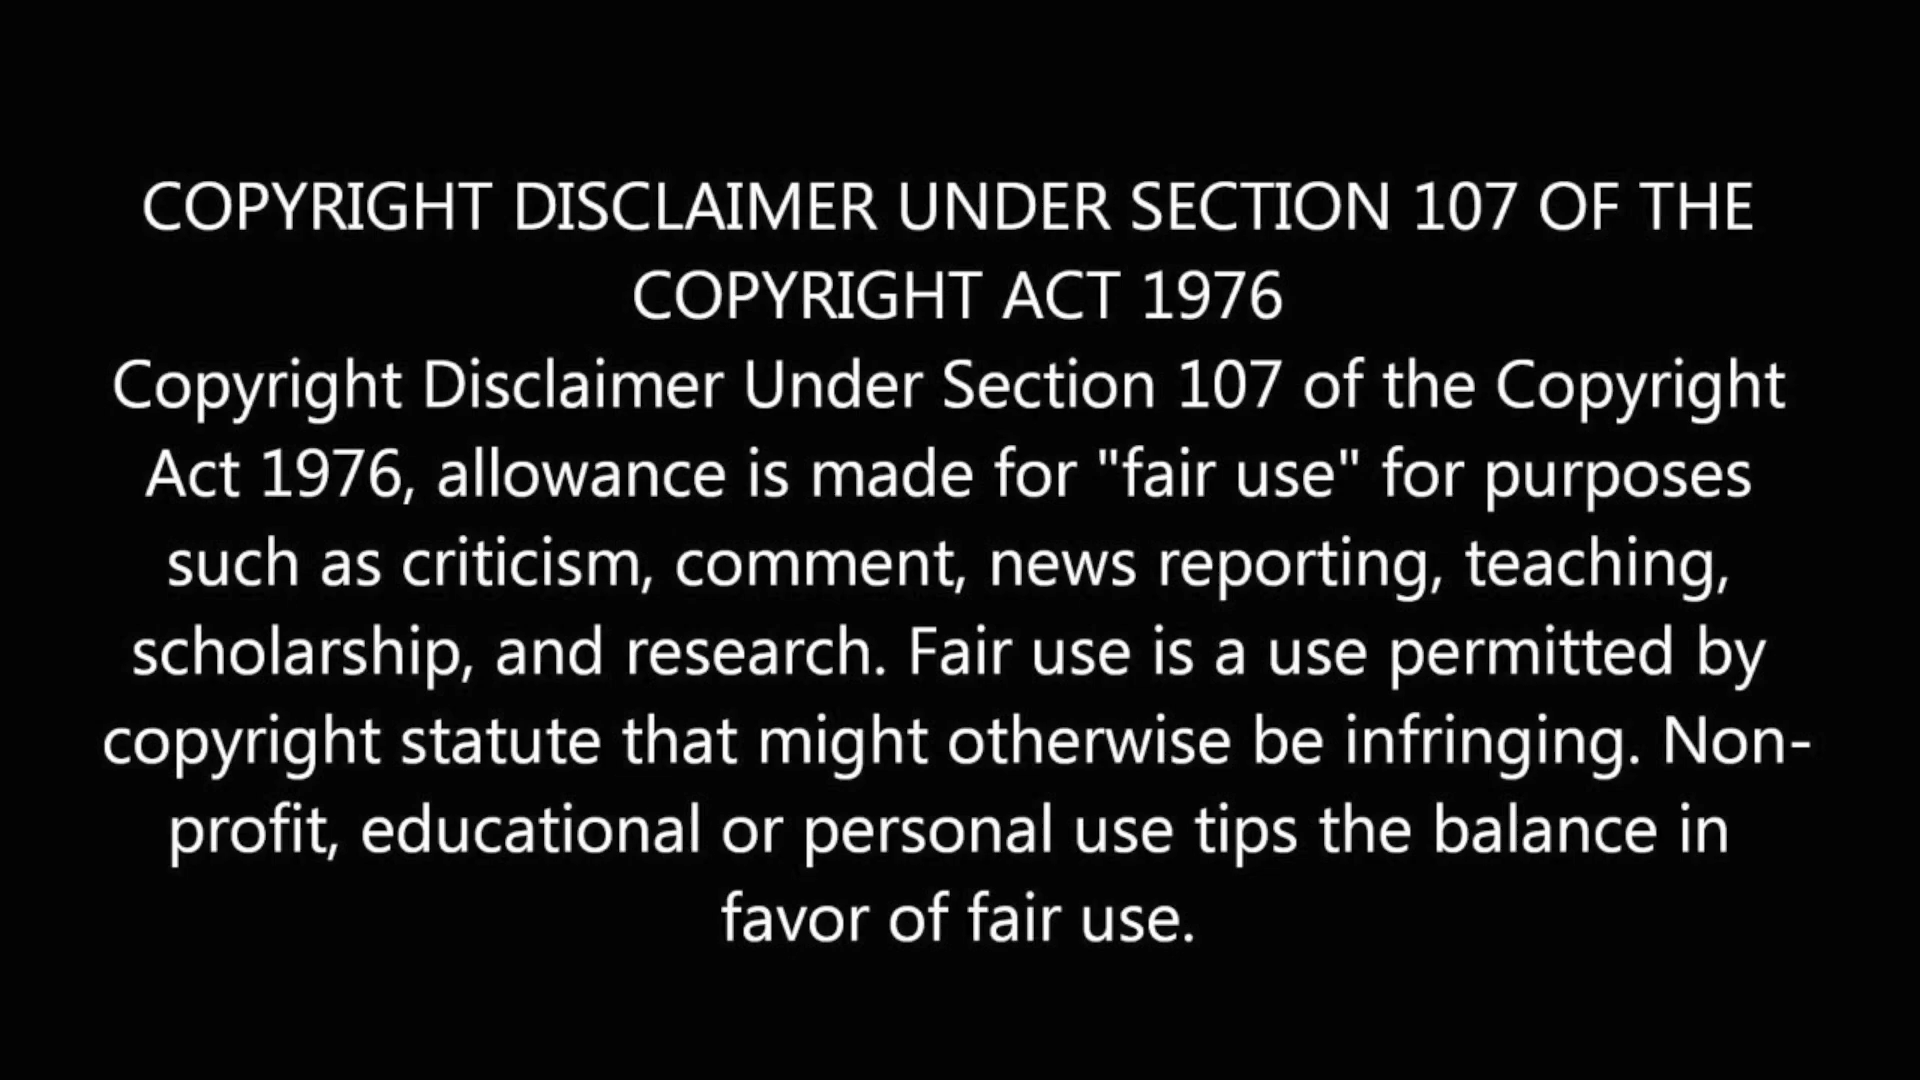 COPYRIGHT DISCLAIMER UNDER SECTION 107 OF THE
COPYRIGHT ACT 1976
Copyright Disclaimer Under Section 107 of the Copyright
Act 1976, allowance is made for "fair use" for purposes
such as criticism, comment, news reporting, teaching,
scholarship, and research. Fair use is a use permitted by
copyright statute that might otherwise be infringing. Non-
profit, educational or personal use tips the balance in
favor of fair use.